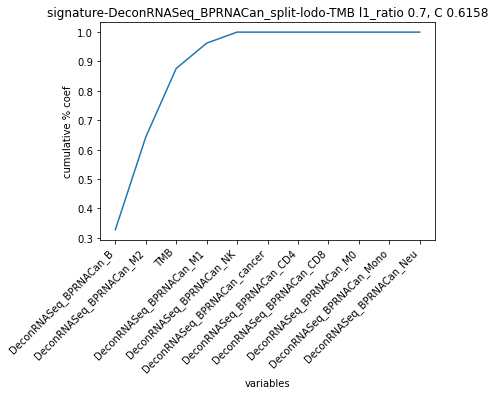 signature-DeconRNASeq_BPRNACan_split-lodo-TMB l1_ratio 0.7, C 0.6158
cumulative % coef
1.0
0.9
0.8
0.7
0.6
0.5
0.4
0.3
DeconRNASeq_BPRNACan_B
DeconRNASeq_BPRNACan_M2
TMB
DeconRNASeq_BPRNACan_M1
DeconRNASeq_BPRNACan_NK
DeconRNASeq_BPRNACan_cancer
DeconRNASeq_BPRNACan_CD4
DeconRNASeq_BPRNACan_CD8
DeconRNASeq_BPRNACan_M0
DeconRNASeq_BPRNACan_Mono
DeconRNASeq_BPRNACan_Neu
variables